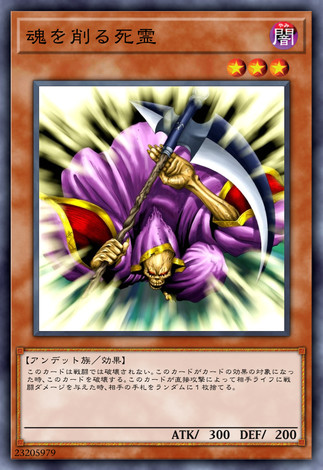 魂を削る死霊
やみ
闇
【アンデット族／効果】
このカードは戦闘では破壊されない。このカードがカードの効果の対象になっ
た時、このカードを破壊する。このカードが直接攻撃によって相手ライフに戦
闘ダメージを与えた時、相手の手札をランダムに１枚捨てる。
ATK/ 300 DEF/ 200
23205979